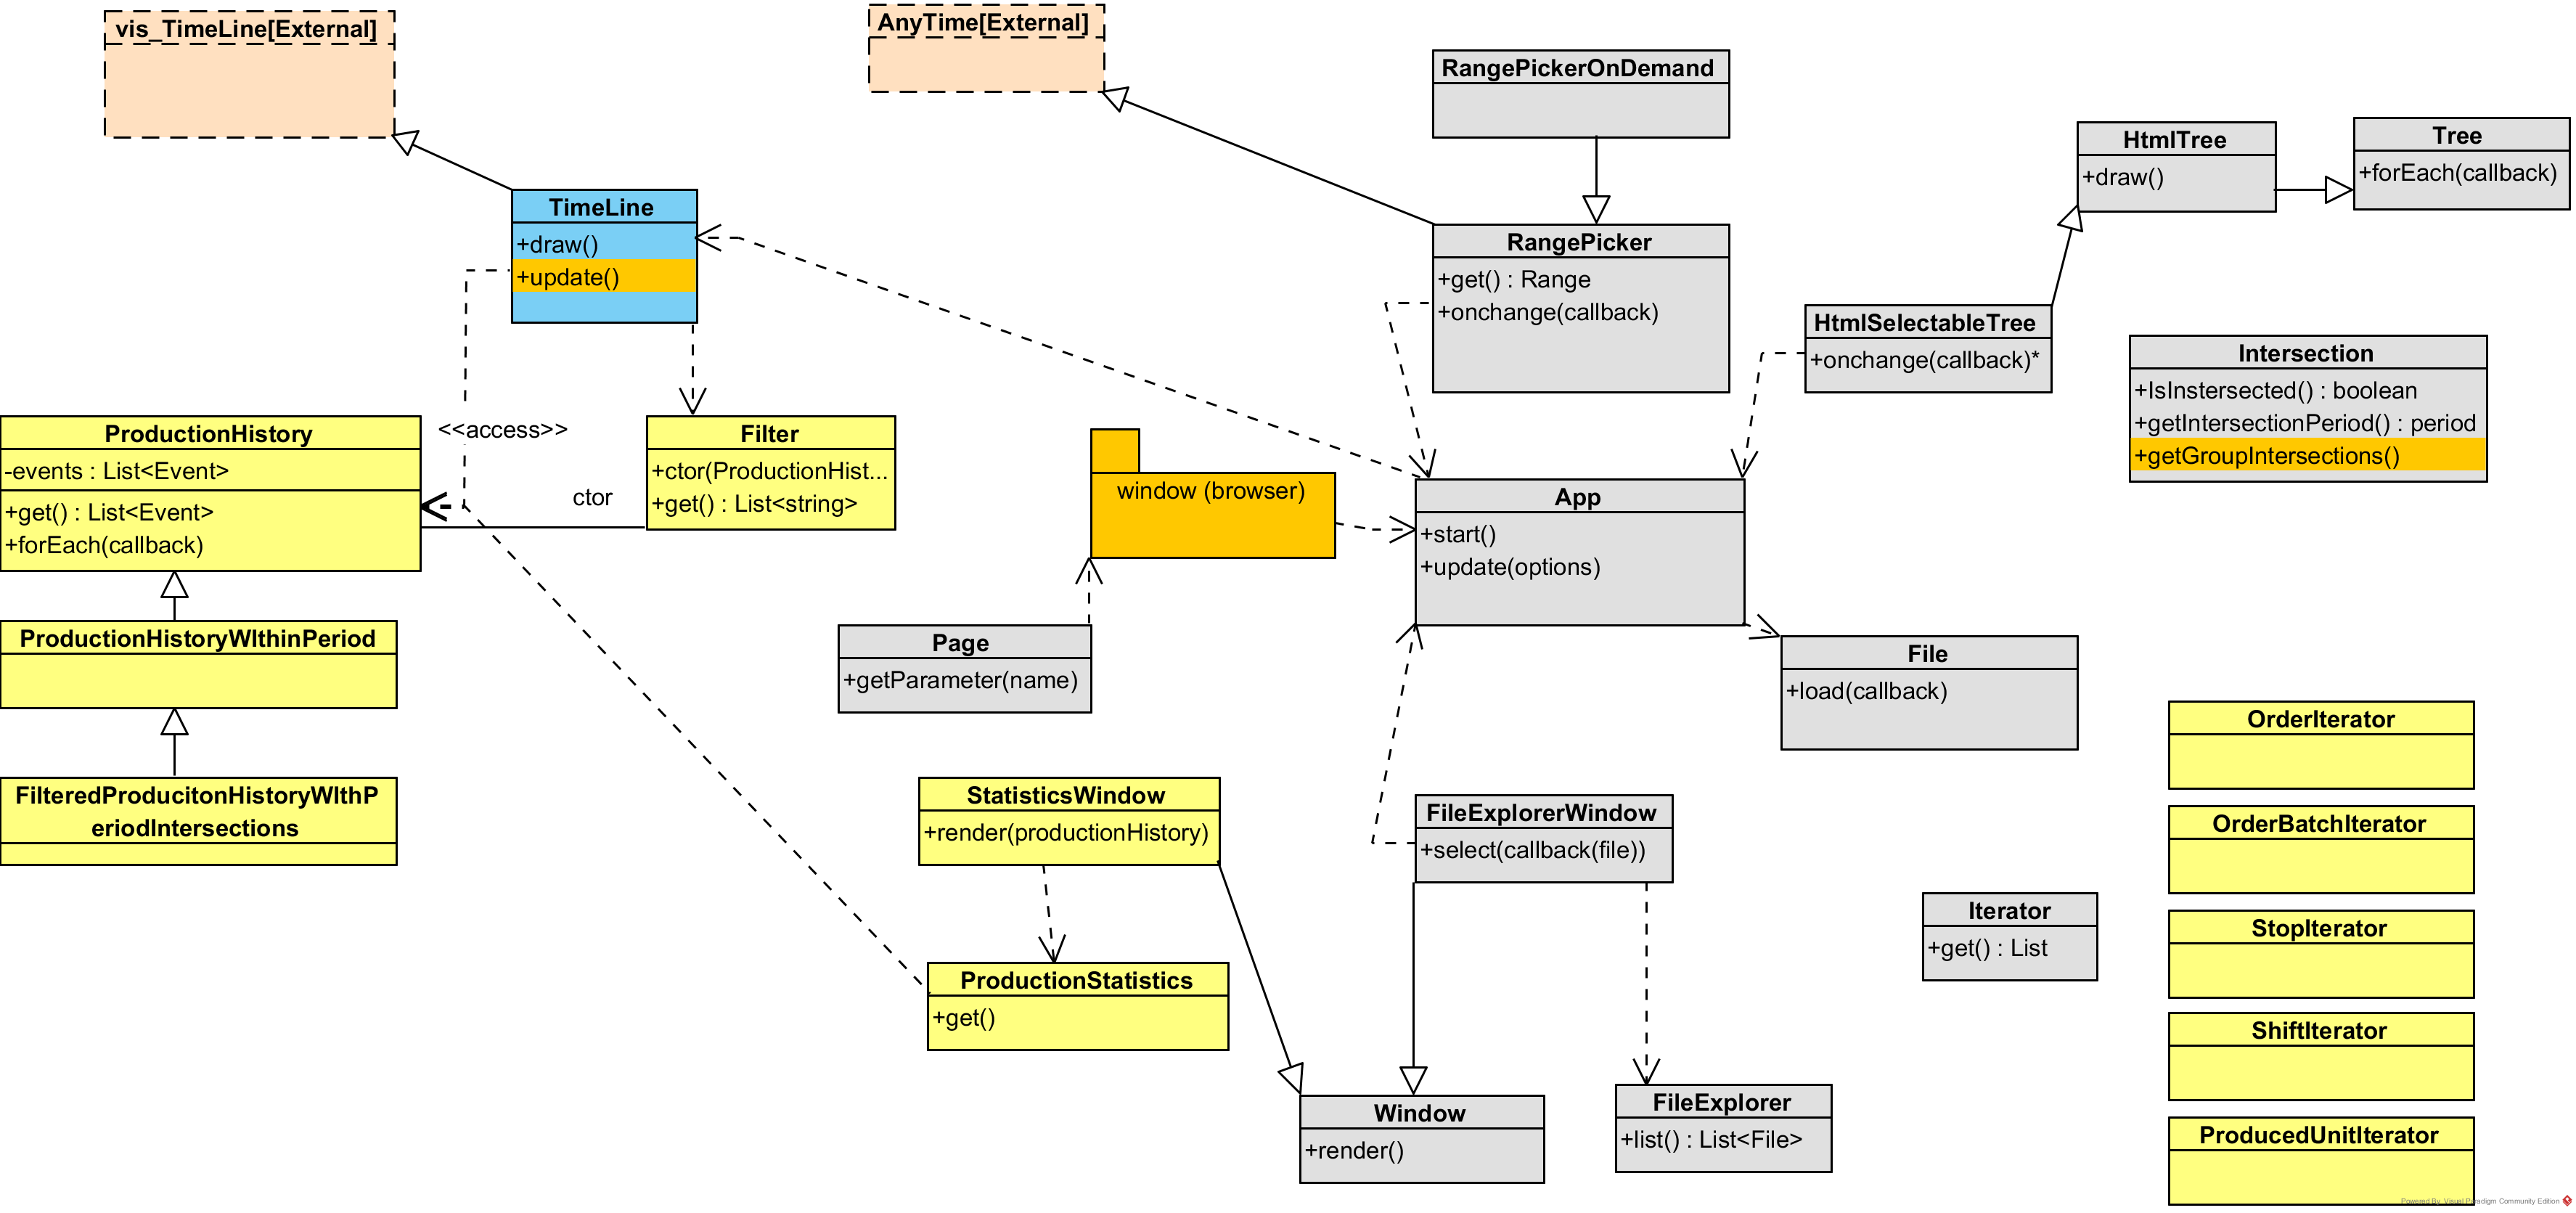 vis_TimeLine[External]
AnyTime[External]
RangePickerOnDemand
HtmlTree
+draw()
Tree
+forEach(callback)
TimeLine
+draw()
+update()
RangePicker
+get() : Range
+onchange(callback)
HtmlSelectableTree
+onchange(callback)*
Intersection
+IsInstersected() : boolean
+getIntersectionPeriod() : period
+getGroupIntersections()
ProductionHistory
-events : List<Event>
+get() : List<Event>
+forEach(callback)
<<access>>
ctor
Filter
+ctor(ProductionHist...
+get() : List<string>
window (browser)
App
+start()
+update(options)
ProductionHistoryWIthinPeriod
Page
+getParameter(name)
File
+load(callback)
FilteredProducitonHistoryWIthP
eriodIntersections
StatisticsWindow
+render(productionHistory)
FileExplorerWindow
+select(callback(file))
OrderIterator
OrderBatchIterator
StopIterator
ShiftIterator
ProducedUnitIterator
Iterator
+get() : List
ProductionStatistics
+get()
Window
+render()
FileExplorer
+list() : List<File>
Powered By Visual Paradigm Community Edition